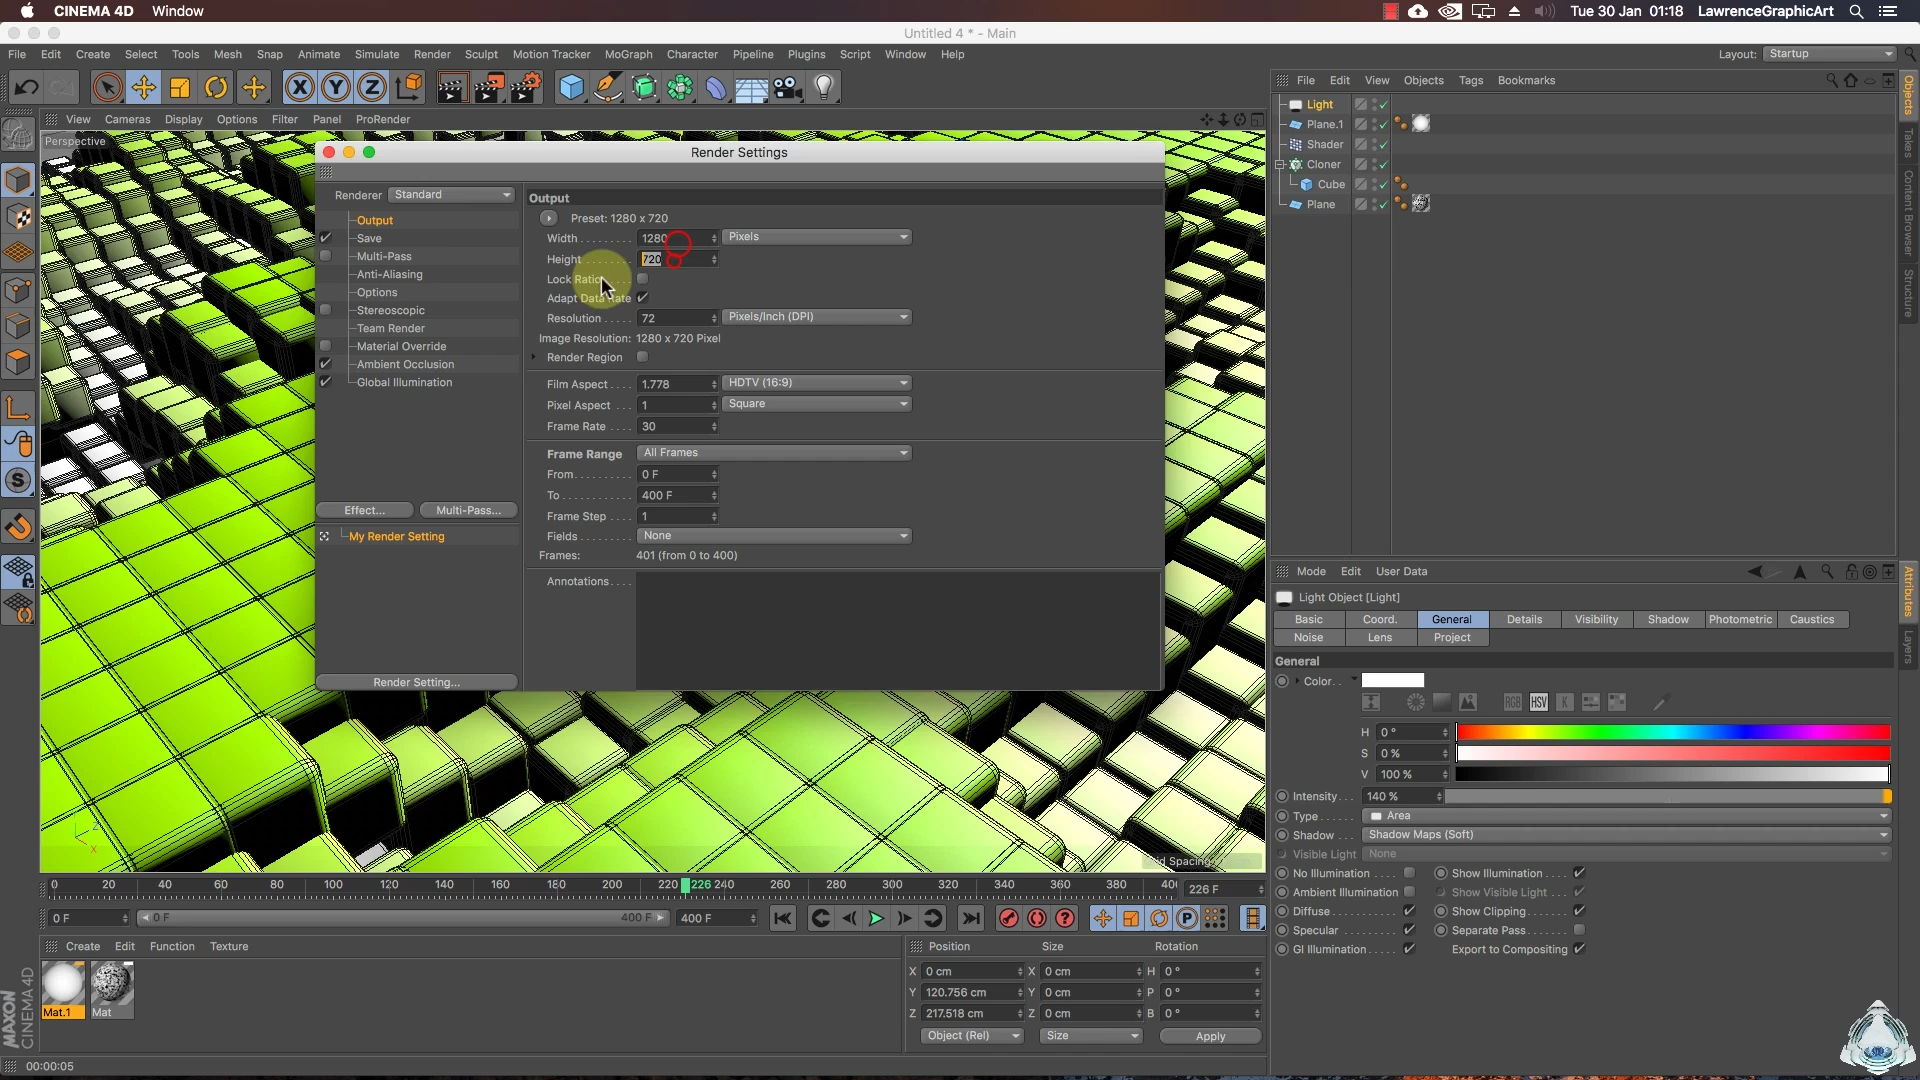 CINEMA 4D Window
Tue 30 Jan 01:18 LawrenceGraphicArt
Untitled 4 * - Main
File Edit Create Select Tools Mesh Snap Animate Simulate Render Sculpt Motion Tracker MoGraph Character Pipeline Plugins Script Window Help
Layout: Startup
X Y Z
File Edit View Objects Tags Bookmarks
View Cameras Display Options Filter Panel ProRender
Perspective
Light
Plane.1
Shader
Cloner
Cube
Plane
Objects
Takes
Content Browser
Structure
Render Settings
Renderer Standard
Output
Save
Multi-Pass
Anti-Aliasing
Options
Stereoscopic
Team Render
Material Override
Ambient Occlusion
Global Illumination
Effect... Multi-Pass...
My Render Setting
Render Setting...
Output
Preset: 1280 x 720
Width 1280 Pixels
Height 720
Lock Ratio
Adapt Data Rate
Resolution 72 Pixels/Inch (DPI)
Image Resolution: 1280 x 720 Pixel
Render Region
Film Aspect 1.778 HDTV (16:9)
Pixel Aspect 1 Square
Frame Rate 30
Frame Range All Frames
From 0 F
To 400 F
Frame Step 1
Fields None
Frames: 401 (from 0 to 400)
Annotations
Mode Edit User Data
Attributes
Layers
Light Object [Light]
Basic Coord. General Details Visibility Shadow Photometric Caustics
Noise Lens Project
General
Color
RGB HSV K
H 0 °
S 0 %
V 100 %
Intensity 140 %
Type Area
Shadow Shadow Maps (Soft)
Visible Light None
No Illumination Show Illumination
Ambient Illumination Show Visible Light
Diffuse Show Clipping
Specular Separate Pass
GI Illumination Export to Compositing
Spacing
0 20 40 60 80 100 120 140 160 180 200 220 226 240 260 280 300 320 340 360 380 226 F
0 F 0 F 400 F 400 F
Create Edit Function Texture
Mat.1 Mat
Position Size Rotation
X 0 cm X 0 cm H 0 °
Y 120.756 cm Y 0 cm P 0 °
Z 217.518 cm Z 0 cm B 0 °
Object (Rel) Size Apply
MAXON
CINEMA 4D
00:00:05